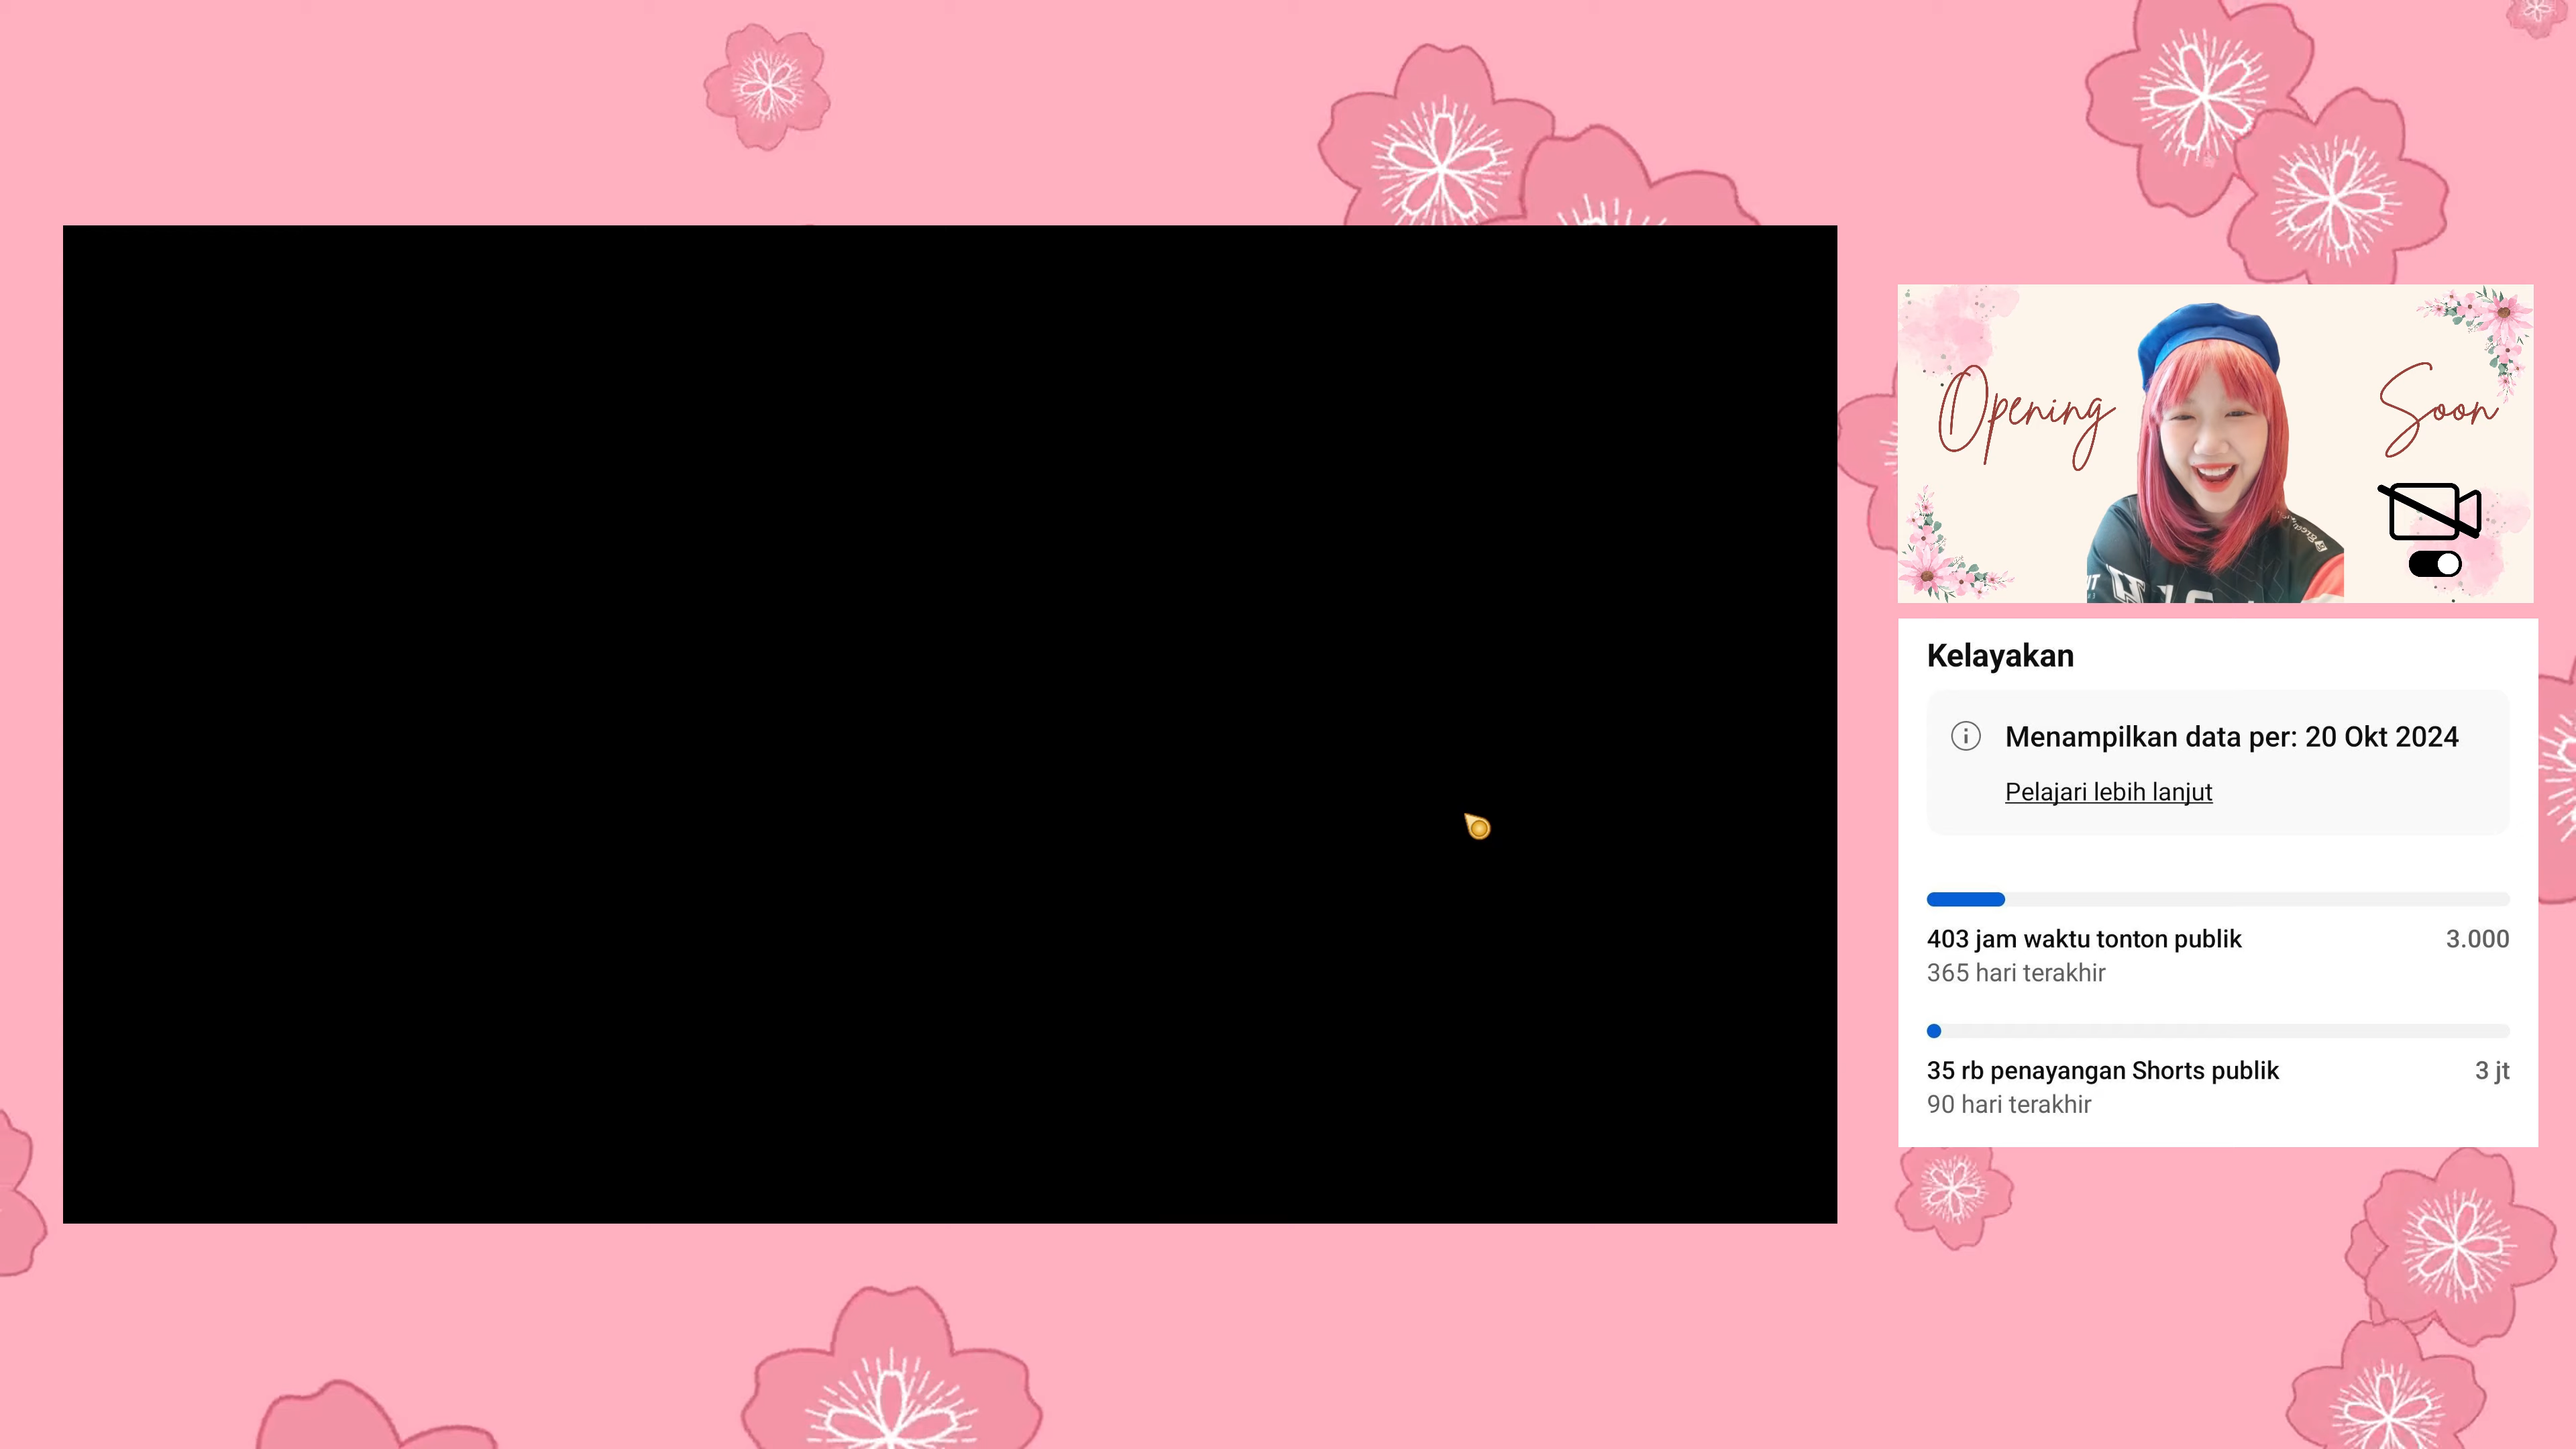 Opening Soon
Kelayakan
Menampilkan data per: 20 Okt 2024
Pelajari lebih lanjut
403 jam waktu tonton publik 3.000
365 hari terakhir
35 rb penayangan Shorts publik 3 jt
90 hari terakhir